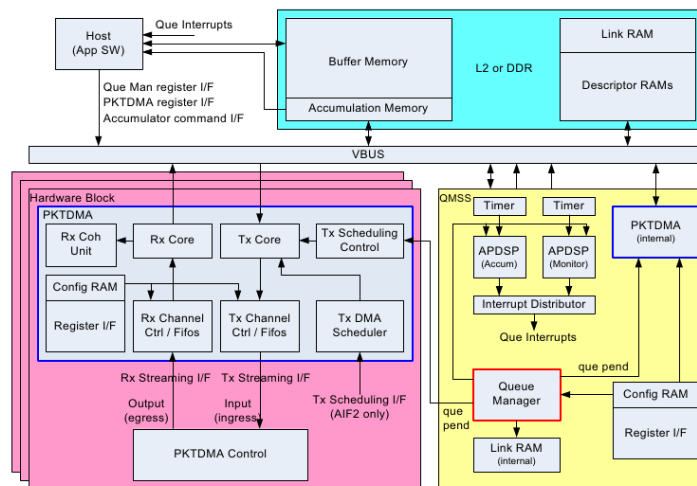 Que Interrupts
Host
(App SW)
Buffer Memory
Accumulation Memory
L2 or DDR
Link RAM
Descriptor RAMs
Que Man register I/F
PKTDMA register I/F
Accumulator command I/F
VBUS
Hardware Block
PKTDMA
Rx Coh
Unit
Rx Core
Tx Core
Tx Scheduling
Control
Config RAM
Register I/F
Rx Channel
Ctrl / Fifos
Tx Channel
Ctrl / Fifos
Tx DMA
Scheduler
Rx Streaming I/F
Tx Streaming I/F
Output
(egress)
Input
(ingress)
Tx Scheduling I/F
(AIF2 only)
PKTDMA Control
QMSS
Timer
Timer
APDSP
(Accum)
APDSP
(Monitor)
PKTDMA
(internal)
Interrupt Distributor
Que Interrupts
que pend
Queue
Manager
que
pend
Config RAM
Register I/F
Link RAM
(internal)